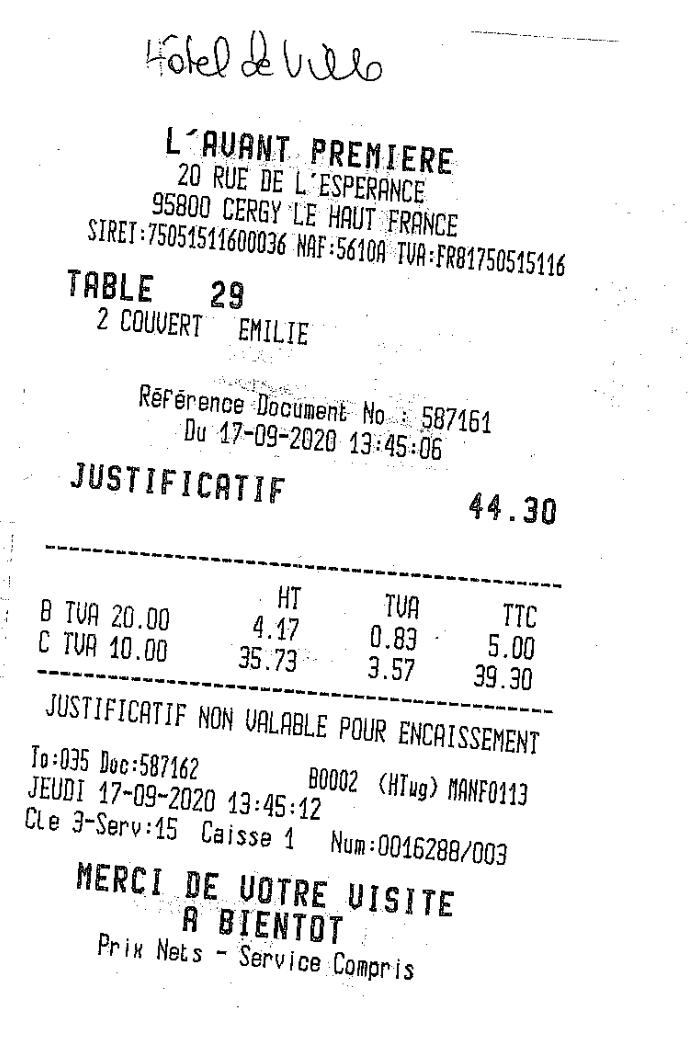 Hôtel de Ville
L'AVANT PREMIERE
20 RUE DE L'ESPERANCE
95800 CERGY LE HAUT FRANCE
SIRET:75051511600036 NAF:5610A TVA:FR81750515116
TABLE 29
2 COUVERT EMILIE
Référence Document No : 587161
Du 17-09-2020 13:45:06
JUSTIFICATIF 44.30
HT TVA TTC
B TVA 20.00 4.17 0.83 5.00
C TVA 10.00 35.73 3.57 39.30
JUSTIFICATIF NON VALABLE POUR ENCAISSEMENT
To:035 Doc:587162 B0002 (HTwg) MANF0113
JEUDI 17-09-2020 13:45:12
Cle 3-Serv:15 Caisse 1 Num:0016288/003
MERCI DE VOTRE VISITE
A BIENTOT
Prix Nets - Service Compris